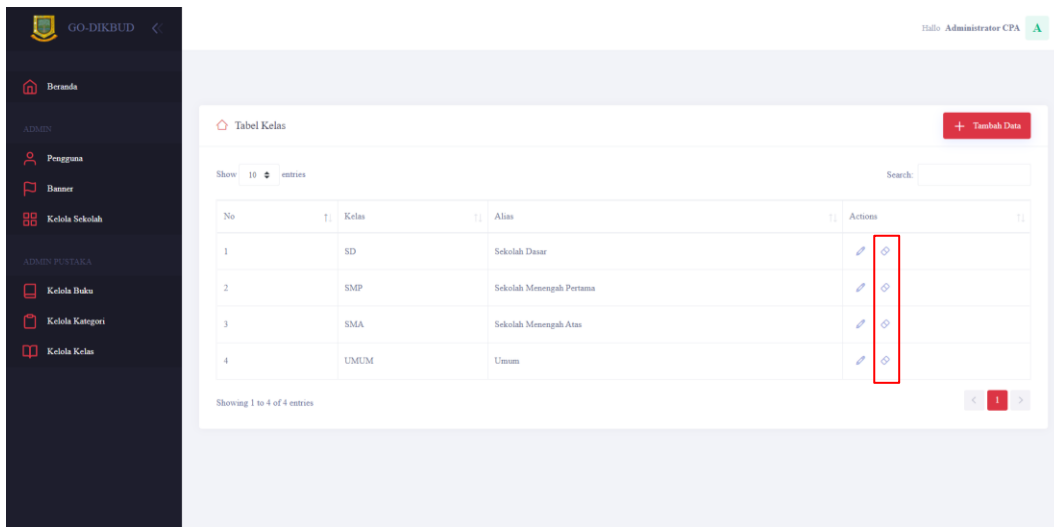 GO-DIKBUD
Hallo Administrator CPA A
Beranda
ADMIN
Pengguna
Banner
Kelola Sekolah
ADMIN PUSTAKA
Kelola Buku
Kelola Kategori
Kelola Kelas
Tabel Kelas
+ Tambah Data
Show 10 entries
Search:
No Kelas Alias Actions
1 SD Sekolah Dasar
2 SMP Sekolah Menengah Pertama
3 SMA Sekolah Menengah Atas
4 UMUM Umum
Showing 1 to 4 of 4 entries
< 1 >